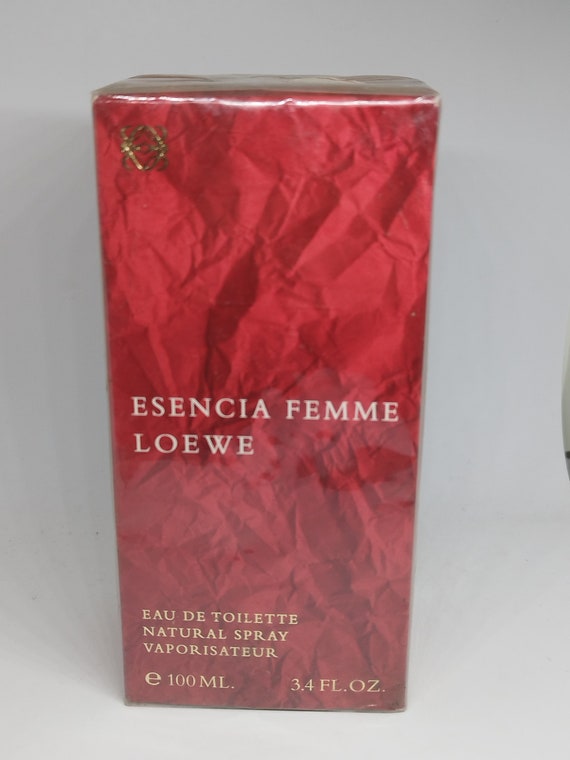 ESENCIA FEMME
LOEWE
EAU DE TOILETTE
NATURAL SPRAY
VAPORISATEUR
℮ 100 ML. 3.4 FL.OZ.